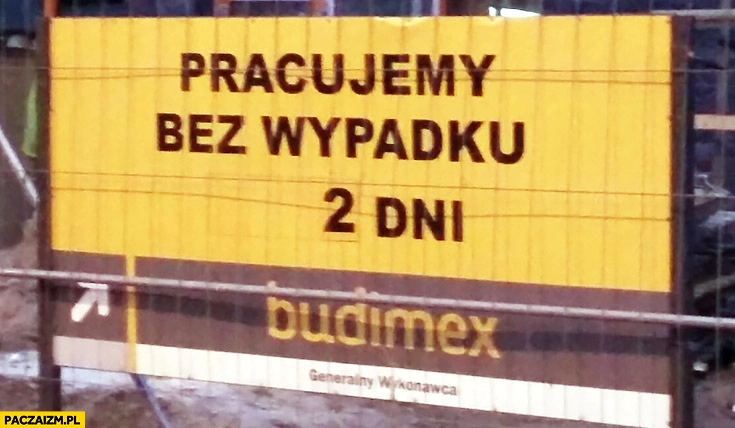 PRACUJEMY
BEZ WYPADKU
2 DNI
budimex
Generalny Wykonawca
PACZAIZM.PL